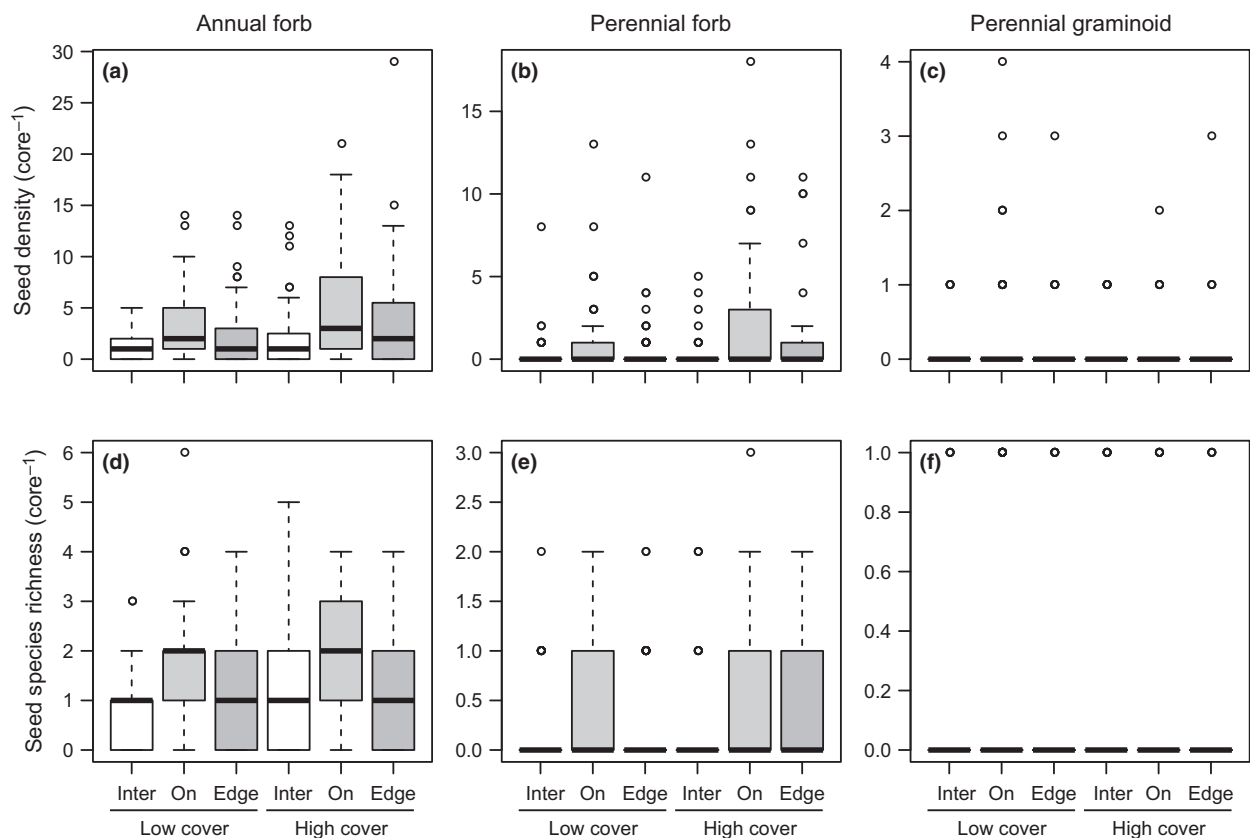 Annual forb
Perennial forb
Perennial graminoid
Seed density (core⁻¹)
(a)
30
25
20
15
10
5
0
(b)
15
10
5
0
(c)
4
3
2
1
0
Seed species richness (core⁻¹)
(d)
6
5
4
3
2
1
0
(e)
3.0
2.5
2.0
1.5
1.0
0.5
0.0
(f)
1.0
0.8
0.6
0.4
0.2
0.0
Inter On Edge Inter On Edge
Low cover High cover
Inter On Edge Inter On Edge
Low cover High cover
Inter On Edge Inter On Edge
Low cover High cover